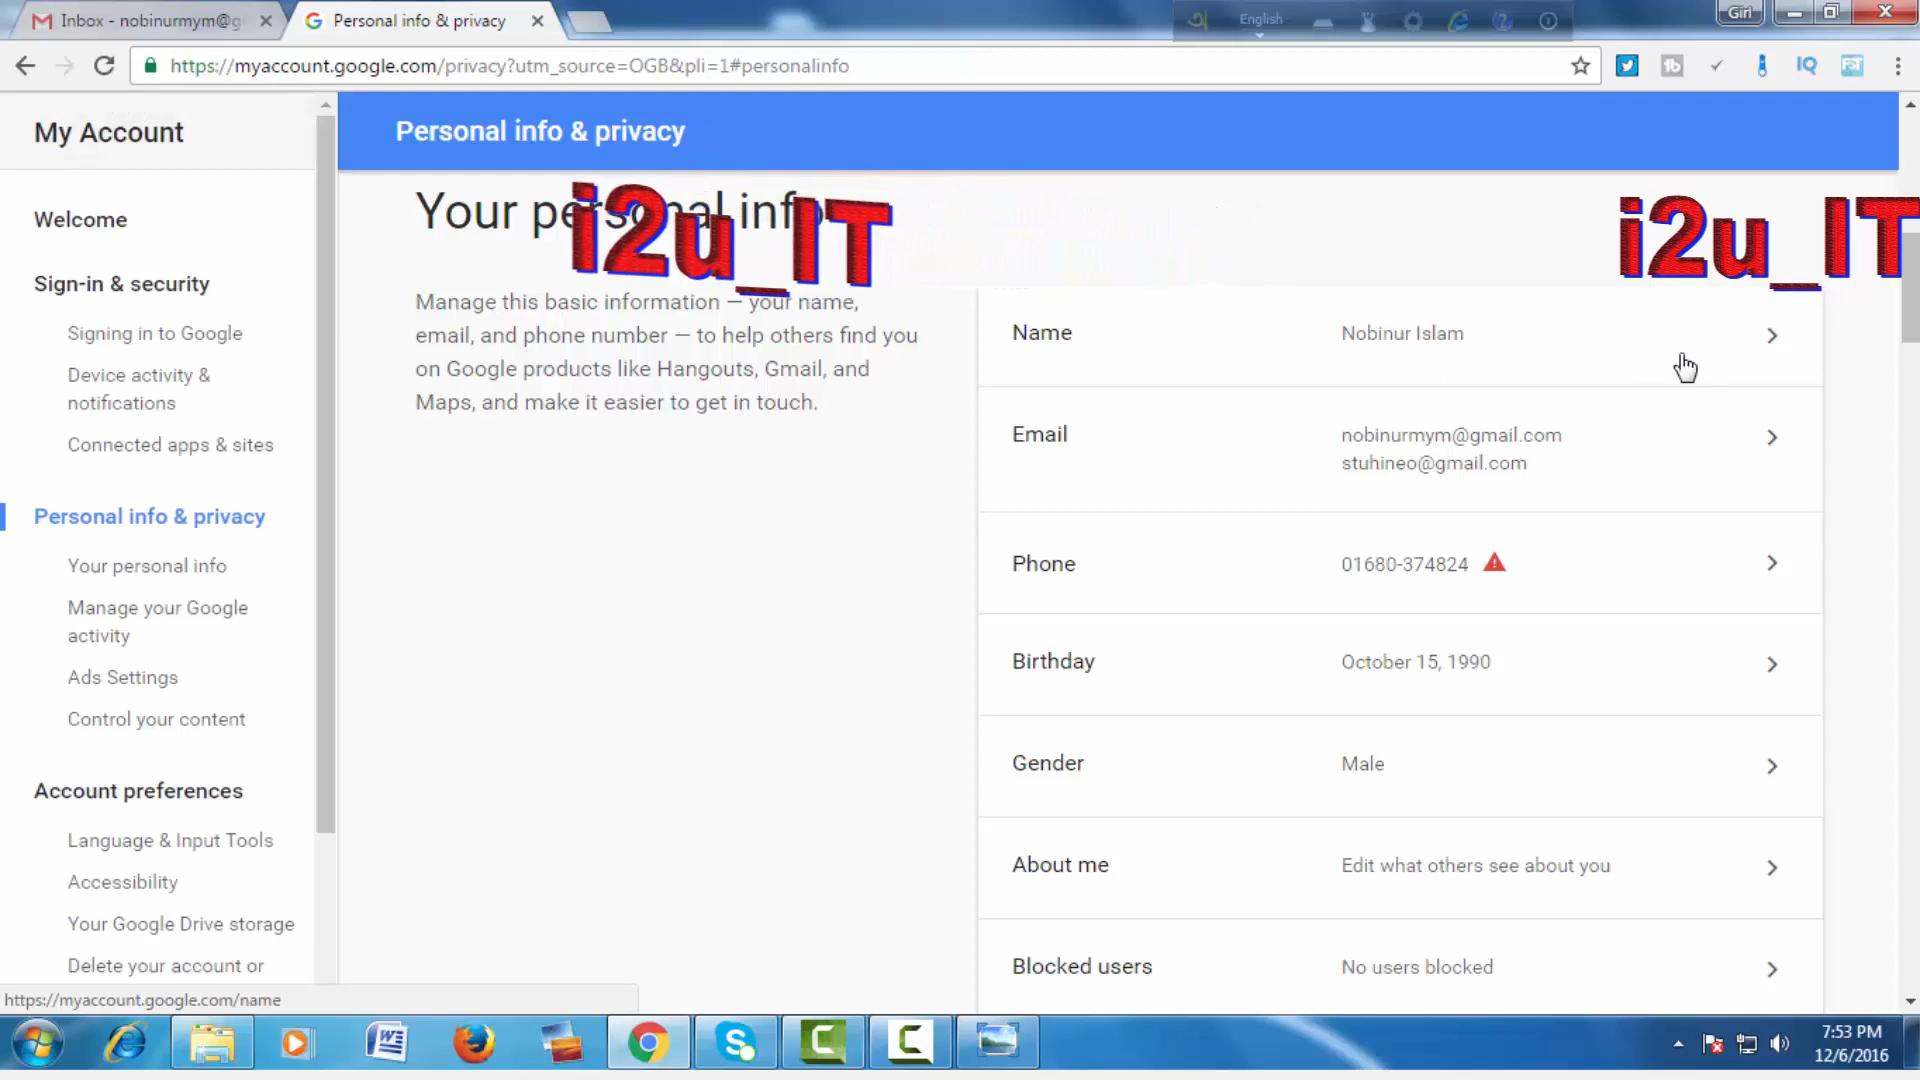 Inbox - nobinurmym@g
Personal info & privacy
English
Girl
https://myaccount.google.com/privacy?utm_source=OGB&pli=1#personalinfo
My Account
Personal info & privacy
Welcome
Sign-in & security
Signing in to Google
Device activity &
notifications
Connected apps & sites
Personal info & privacy
Your personal info
Manage your Google
activity
Ads Settings
Control your content
Account preferences
Language & Input Tools
Accessibility
Your Google Drive storage
Delete your account or
https://myaccount.google.com/name
Your personal info
i2u_IT
i2u_IT
Manage this basic information — your name,
email, and phone number — to help others find you
on Google products like Hangouts, Gmail, and
Maps, and make it easier to get in touch.
Name Nobinur Islam
Email nobinurmym@gmail.com
stuhineo@gmail.com
Phone 01680-374824
Birthday October 15, 1990
Gender Male
About me Edit what others see about you
Blocked users No users blocked
7:53 PM
12/6/2016